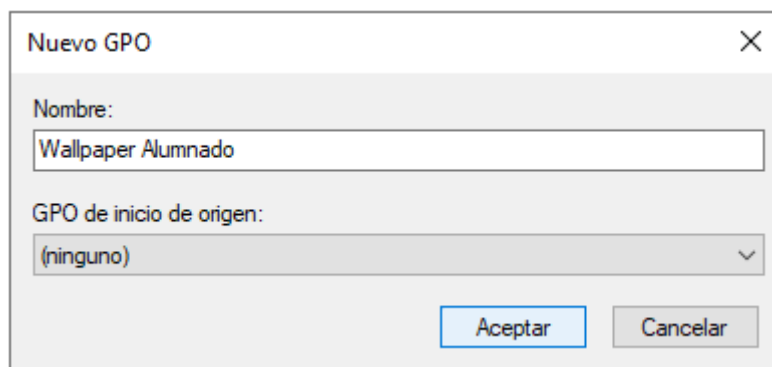 Nuevo GPO
Nombre:
Wallpaper Alumnado
GPO de inicio de origen:
(ninguno)
Aceptar Cancelar